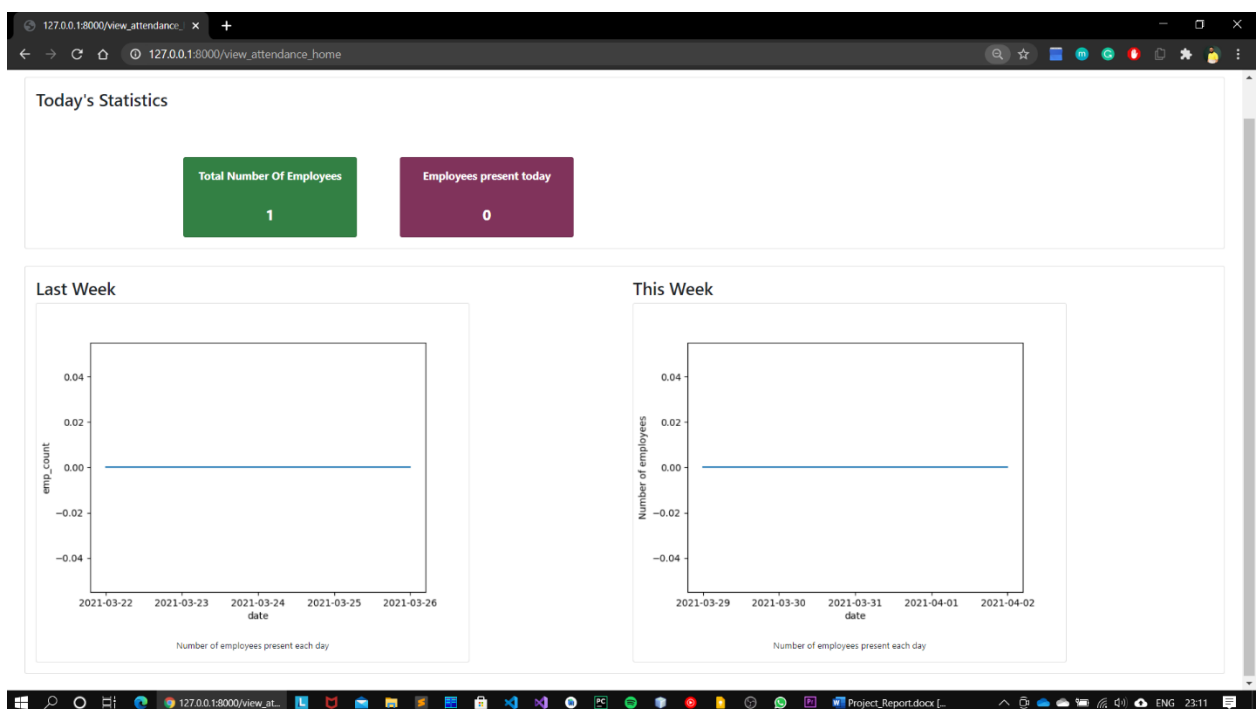 127.0.0.1:8000/view_attendance_
127.0.0.1:8000/view_attendance_home
Today's Statistics
Total Number Of Employees
1
Employees present today
0
Last Week
This Week
0.04
0.02
0.00
−0.02
−0.04
emp_count
2021-03-22 2021-03-23 2021-03-24 2021-03-25 2021-03-26
date
Number of employees present each day
0.04
0.02
0.00
−0.02
−0.04
Number of employees
2021-03-29 2021-03-30 2021-03-31 2021-04-01 2021-04-02
date
Number of employees present each day
127.0.0.1:8000/view_at...
Project_Report.docx [...
ENG 23:11